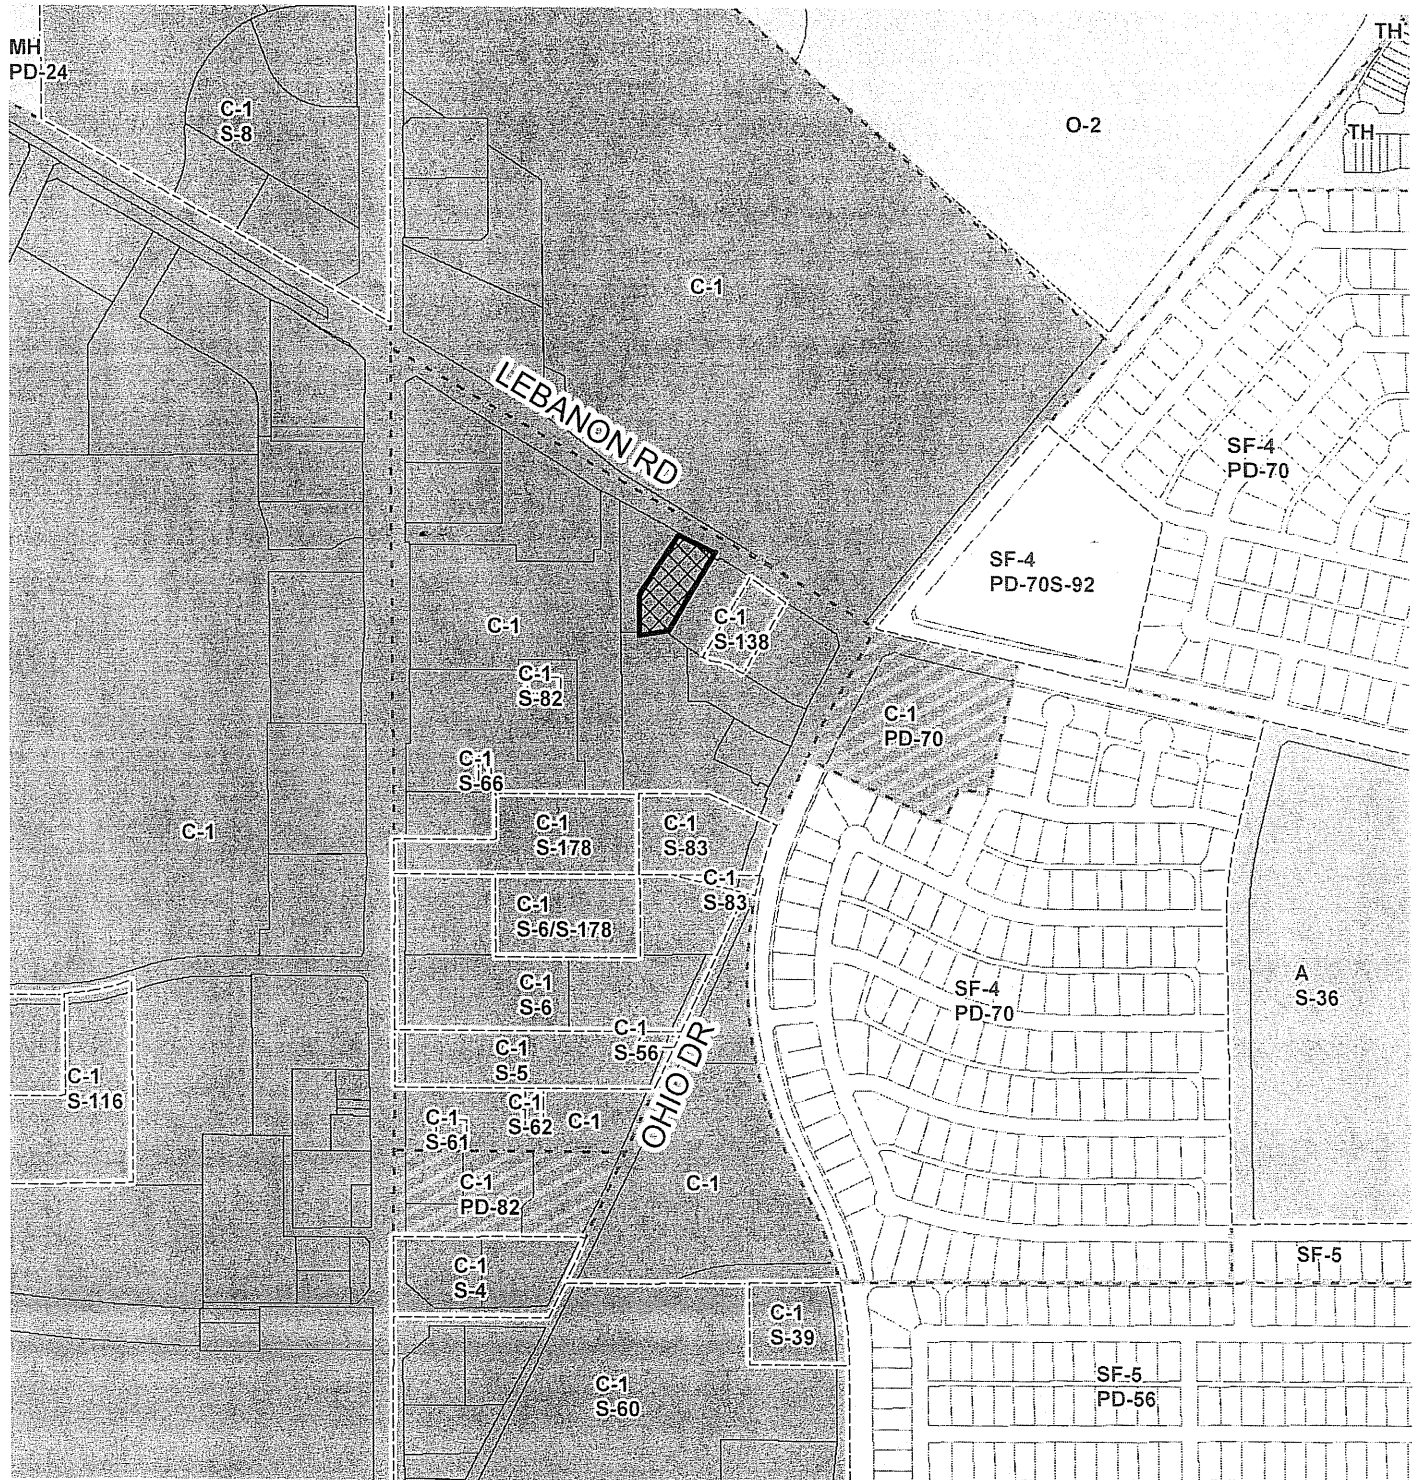 MH
PD-24
C-1
S-8
TH
O-2
TH
C-1
LEBANON RD
SF-4
PD-70
SF-4
PD-70S-92
C-1
C-1
S-138
C-1
S-82
C-1
PD-70
C-1
S-66
C-1
C-1
S-178
C-1
S-83
C-1
S-83
C-1
S-6/S-178
C-1
S-6
SF-4
PD-70
A
S-36
C-1
S-56
C-1
S-5
OHIO DR
C-1
S-116
C-1
S-61
C-1
S-62
C-1
C-1
PD-82
C-1
C-1
S-4
SF-5
C-1
S-39
C-1
S-60
SF-5
PD-56